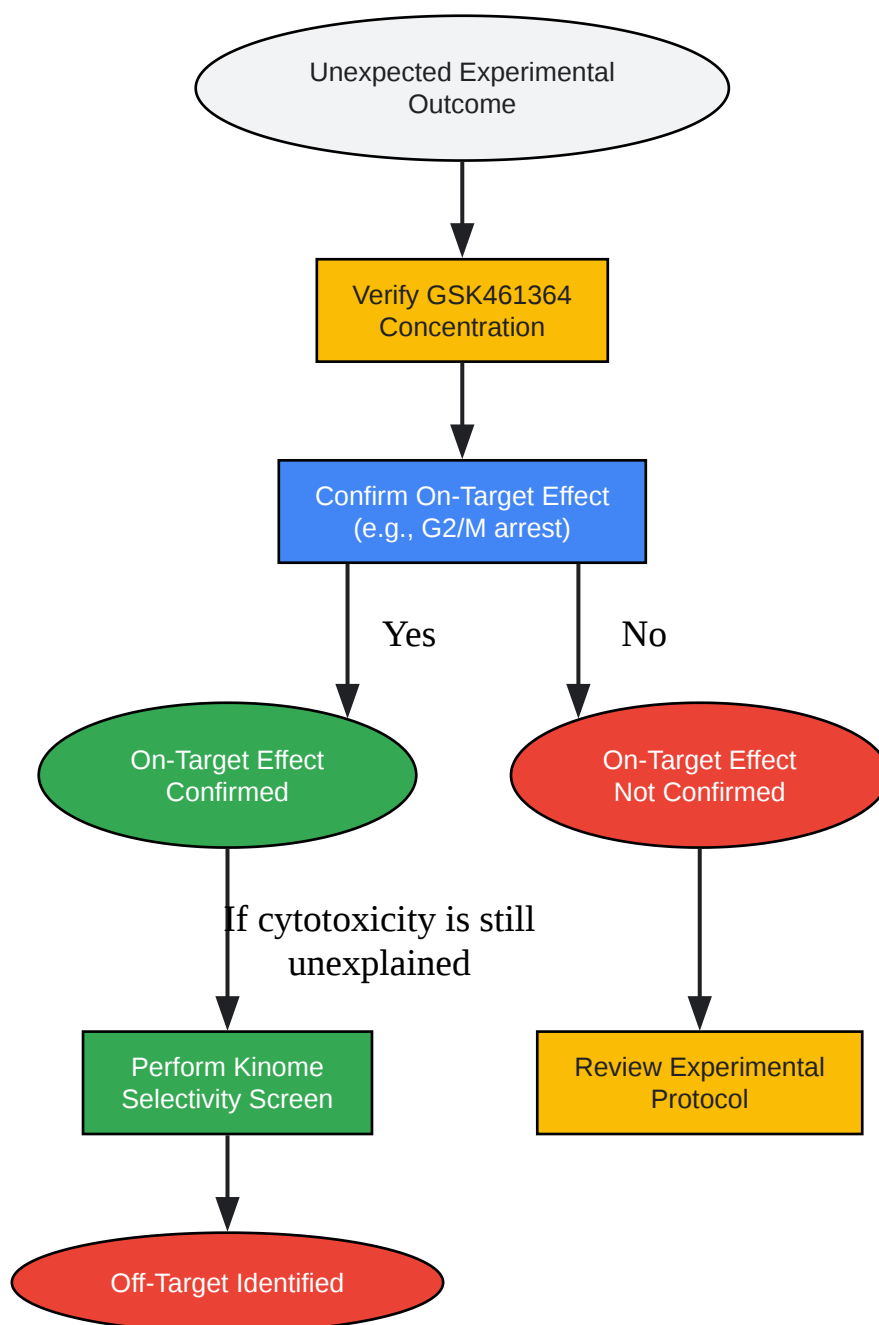 Unexpected Experimental
Outcome
Verify GSK461364
Concentration
Confirm On-Target Effect
(e.g., G2/M arrest)
Yes
No
On-Target Effect
Confirmed
On-Target Effect
Not Confirmed
If cytotoxicity is still
unexplained
Perform Kinome
Selectivity Screen
Review Experimental
Protocol
Off-Target Identified